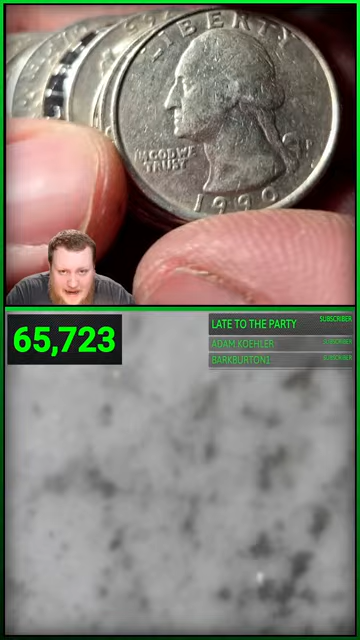 LIBERTY
IN GOD WE
TRUST
P
1990
65,723
LATE TO THE PARTY
SUBSCRIBER
ADAM KOEHLER
SUBSCRIBER
BARKBURTON1
SUBSCRIBER